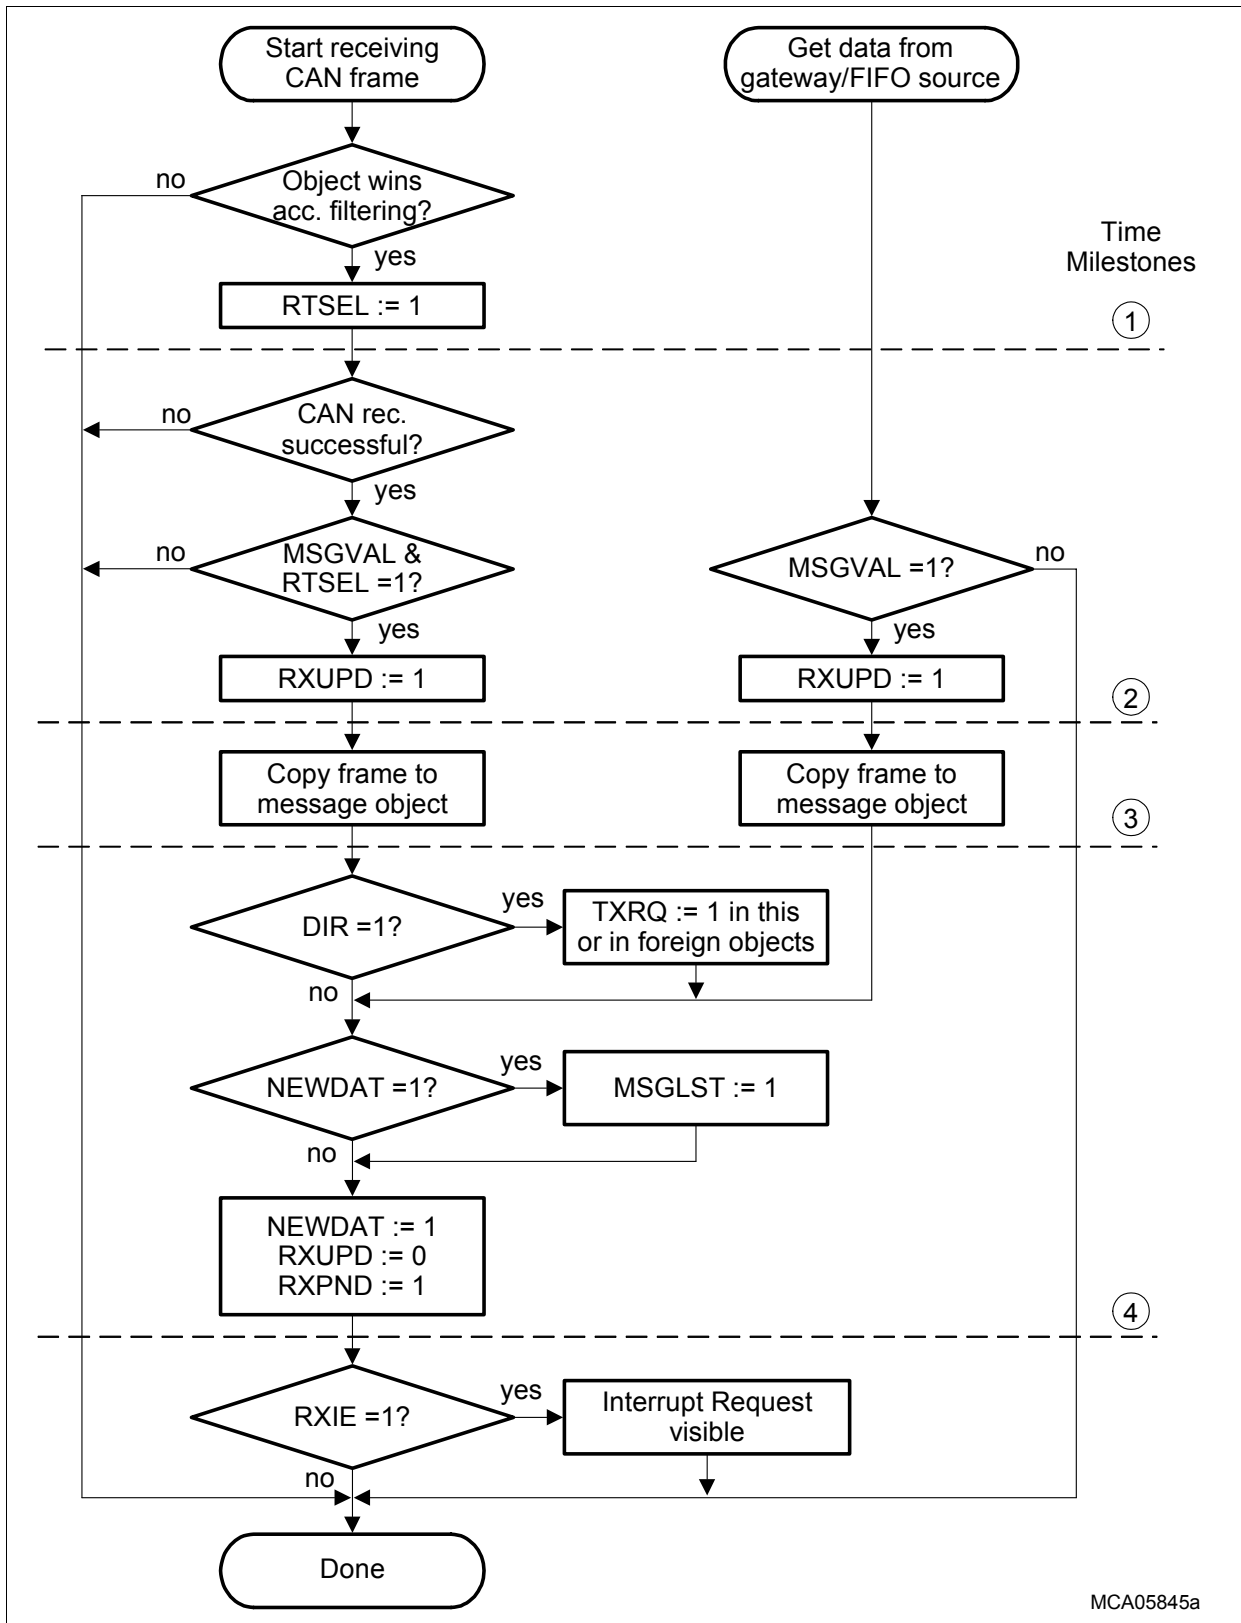 Start receiving
CAN frame
Get data from
gateway/FIFO source
no
Object wins
acc. filtering?
yes
Time
Milestones
RTSEL := 1
1
no
CAN rec.
successful?
yes
no
MSGVAL &
RTSEL =1?
MSGVAL =1?
no
yes
yes
RXUPD := 1
RXUPD := 1
2
Copy frame to
message object
Copy frame to
message object
3
DIR =1?
yes
TXRQ := 1 in this
or in foreign objects
no
NEWDAT =1?
yes
MSGLST := 1
no
NEWDAT := 1
RXUPD := 0
RXPND := 1
4
RXIE =1?
yes
Interrupt Request
visible
no
Done
MCA05845a